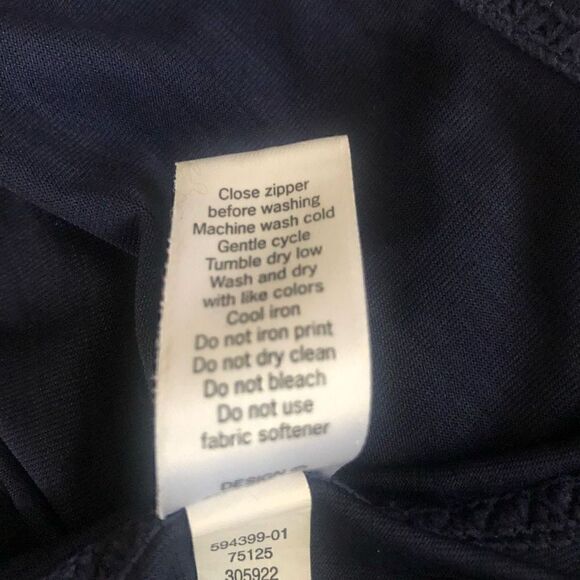 Close zipper
before washing
Machine wash cold
Gentle cycle
Tumble dry low
Wash and dry
with like colors
Cool iron
Do not iron print
Do not dry clean
Do not bleach
Do not use
fabric softener
DESIGN
594399-01
75125
305922